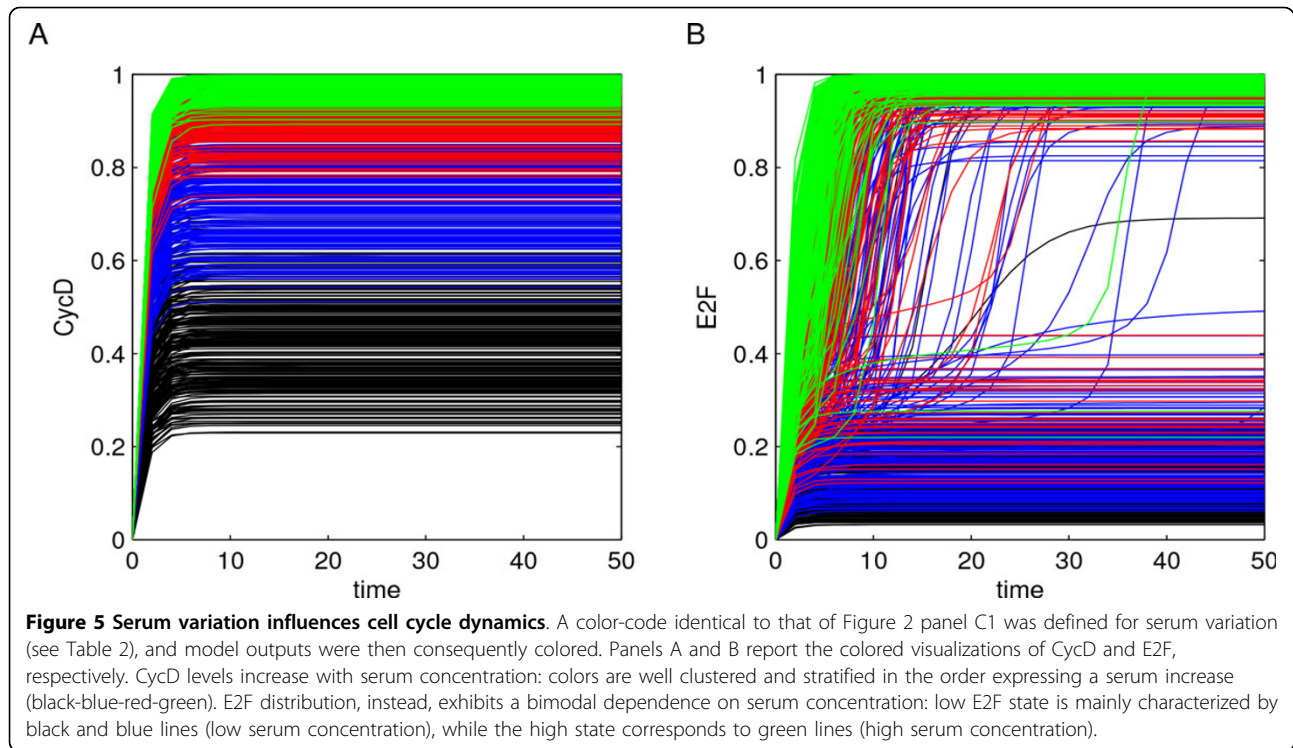 A
B
1
0.8
0.6
0.4
0.2
0
CycD
0
10
20
30
40
50
time
1
0.8
0.6
0.4
0.2
0
E2F
0
10
20
30
40
50
time
Figure 5 Serum variation influences cell cycle dynamics. A color-code identical to that of Figure 2 panel C1 was defined for serum variation
(see Table 2), and model outputs were then consequently colored. Panels A and B report the colored visualizations of CycD and E2F,
respectively. CycD levels increase with serum concentration: colors are well clustered and stratified in the order expressing a serum increase
(black-blue-red-green). E2F distribution, instead, exhibits a bimodal dependence on serum concentration: low E2F state is mainly characterized by
black and blue lines (low serum concentration), while the high state corresponds to green lines (high serum concentration).